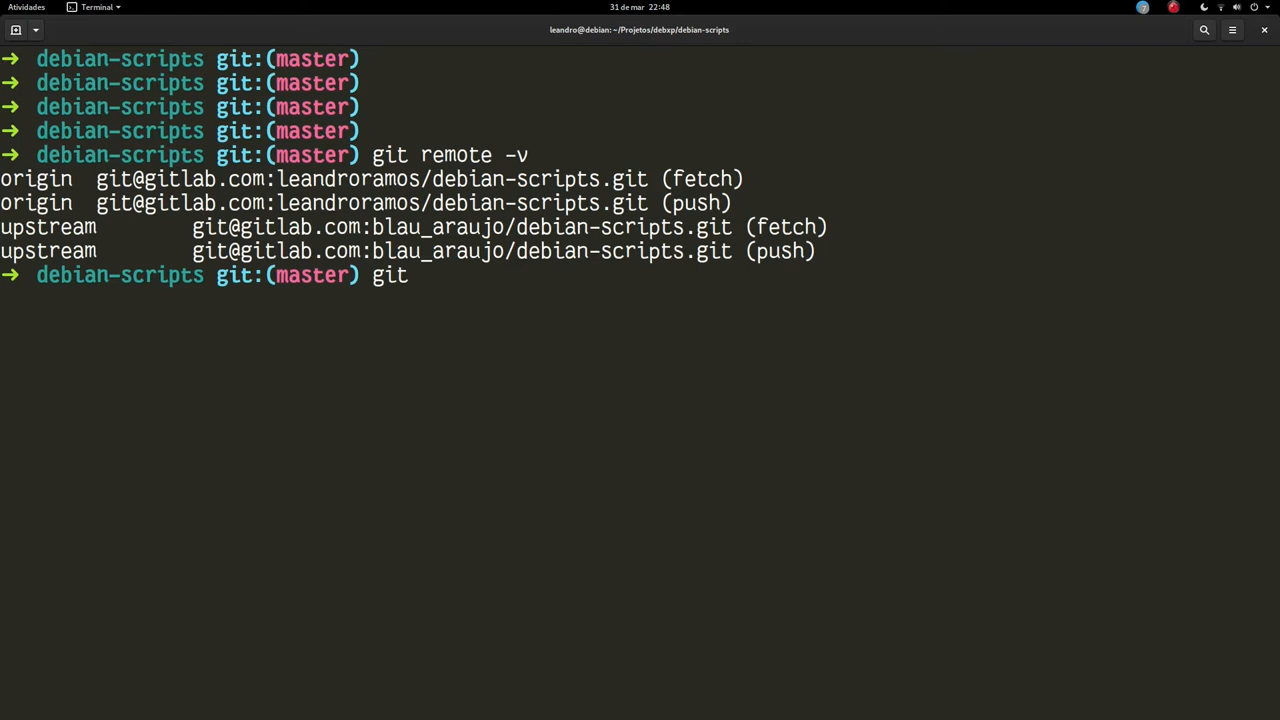 Atividades Terminal 31 de mar 22:48
leandro@debian: ~/Projetos/debxp/debian-scripts
➜ debian-scripts git:(master)
➜ debian-scripts git:(master)
➜ debian-scripts git:(master)
➜ debian-scripts git:(master)
➜ debian-scripts git:(master) git remote -v
origin git@gitlab.com:leandroramos/debian-scripts.git (fetch)
origin git@gitlab.com:leandroramos/debian-scripts.git (push)
upstream git@gitlab.com:blau_araujo/debian-scripts.git (fetch)
upstream git@gitlab.com:blau_araujo/debian-scripts.git (push)
➜ debian-scripts git:(master) git